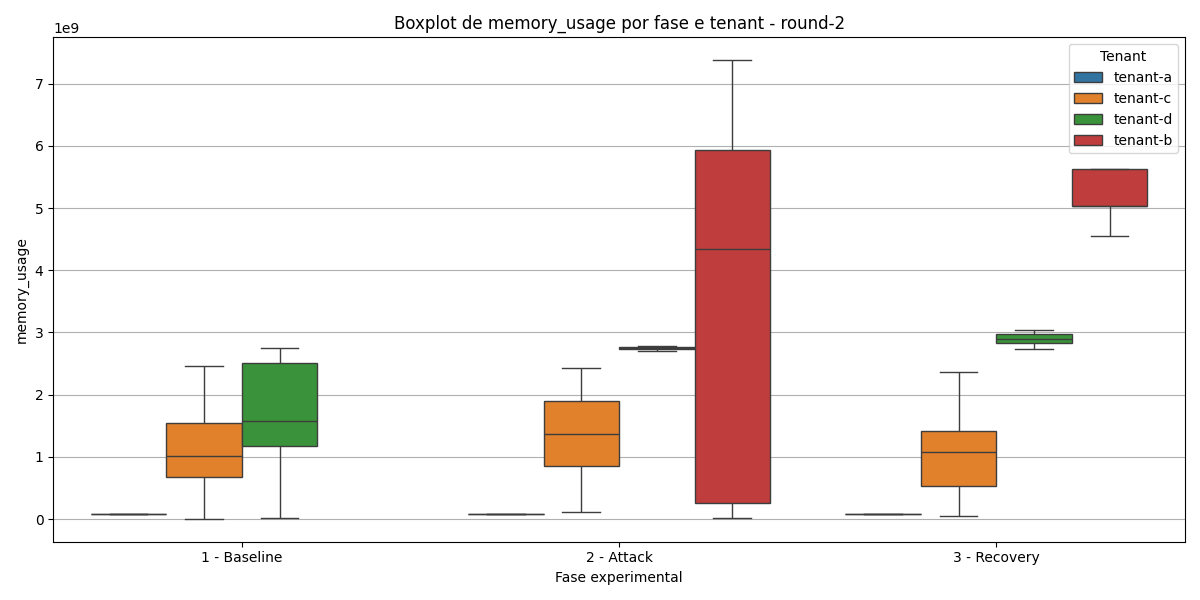 Boxplot de memory_usage por fase e tenant - round-2
1e9
7
6
5
4
3
2
1
0
memory_usage
Tenant
tenant-a
tenant-c
tenant-d
tenant-b
1 - Baseline
2 - Attack
3 - Recovery
Fase experimental